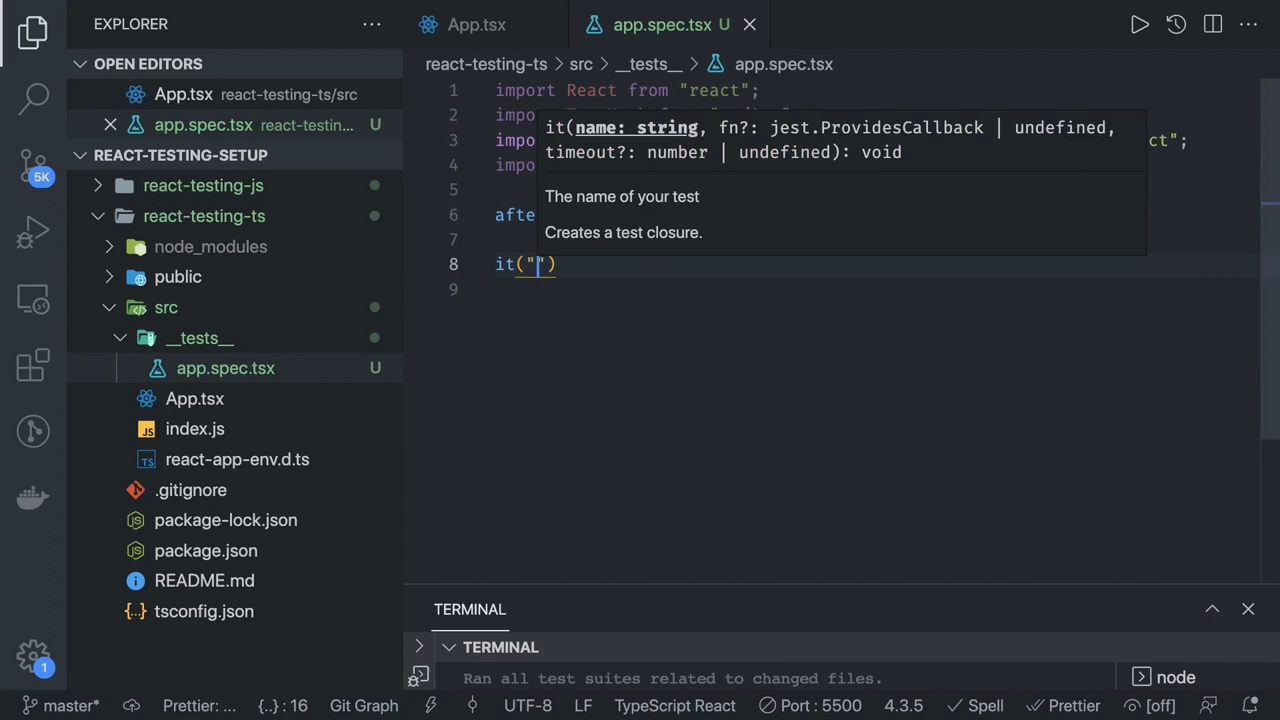 EXPLORER
OPEN EDITORS
App.tsx react-testing-ts/src
app.spec.tsx react-testin... U
5K
REACT-TESTING-SETUP
react-testing-js
react-testing-ts
node_modules
public
src
__tests__
app.spec.tsx U
App.tsx
JS index.js
TS react-app-env.d.ts
.gitignore
package-lock.json
package.json
README.md
{...} tsconfig.json
1
App.tsx
app.spec.tsx U
react-testing-ts > src > __tests__ > app.spec.tsx
1 import React from "react";
2 impo
3 impo ct";
4 impo
5
6 afte
7
8 it("")
9
it(name: string, fn?: jest.ProvidesCallback | undefined,
timeout?: number | undefined): void
The name of your test
Creates a test closure.
TERMINAL
TERMINAL
Ran all test suites related to changed files.
node
master* Prettier: ... {..} : 16 Git Graph UTF-8 LF TypeScript React Port : 5500 4.3.5 Spell Prettier [off]